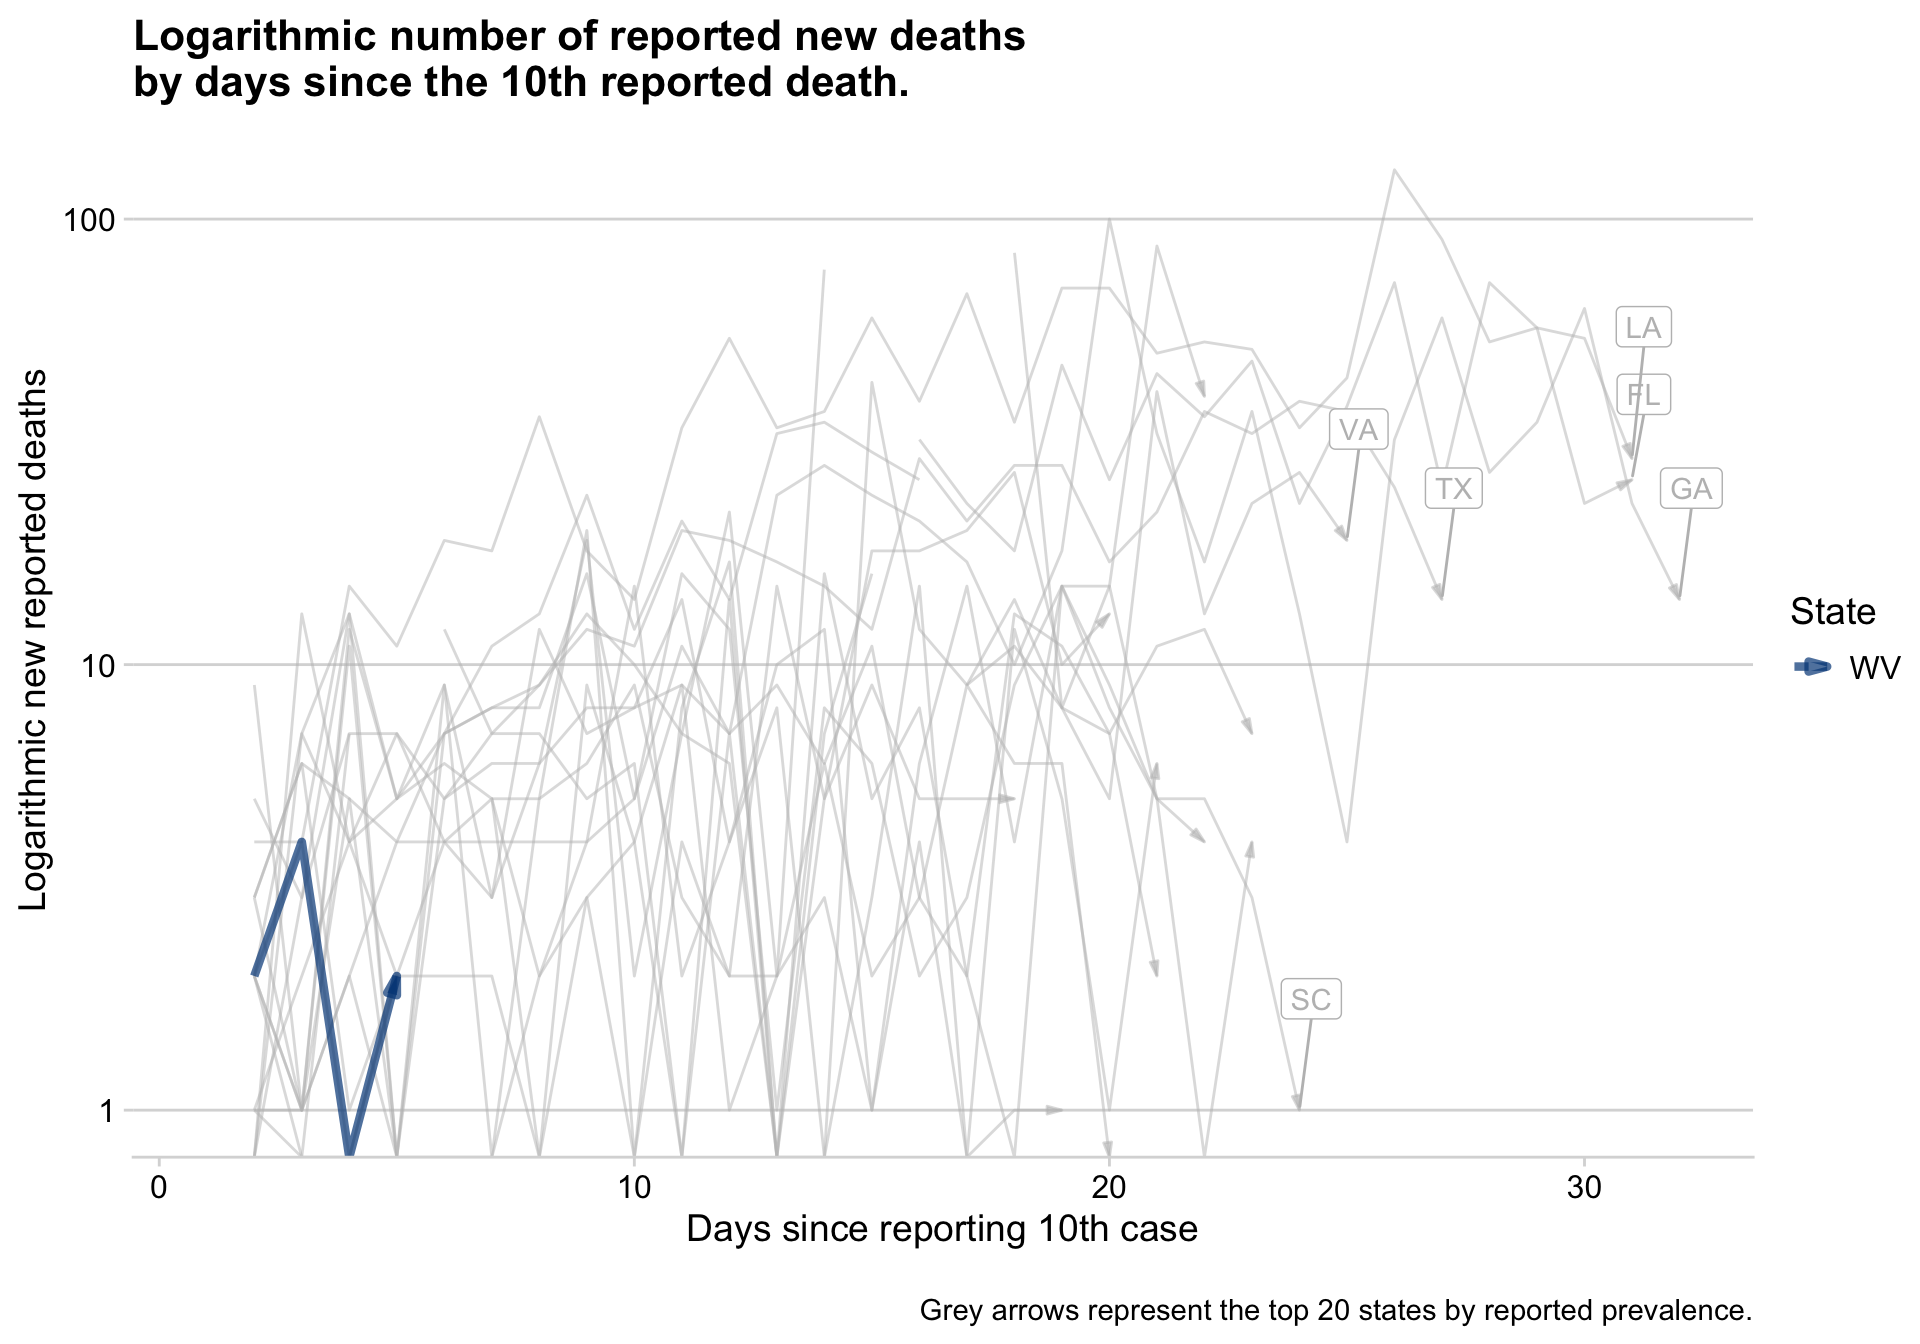 Logarithmic number of reported new deaths
by days since the 10th reported death.
Logarithmic new reported deaths
100
10
1
LA
FL
VA
TX
GA
SC
State
WV
0
10
20
30
Days since reporting 10th case
Grey arrows represent the top 20 states by reported prevalence.